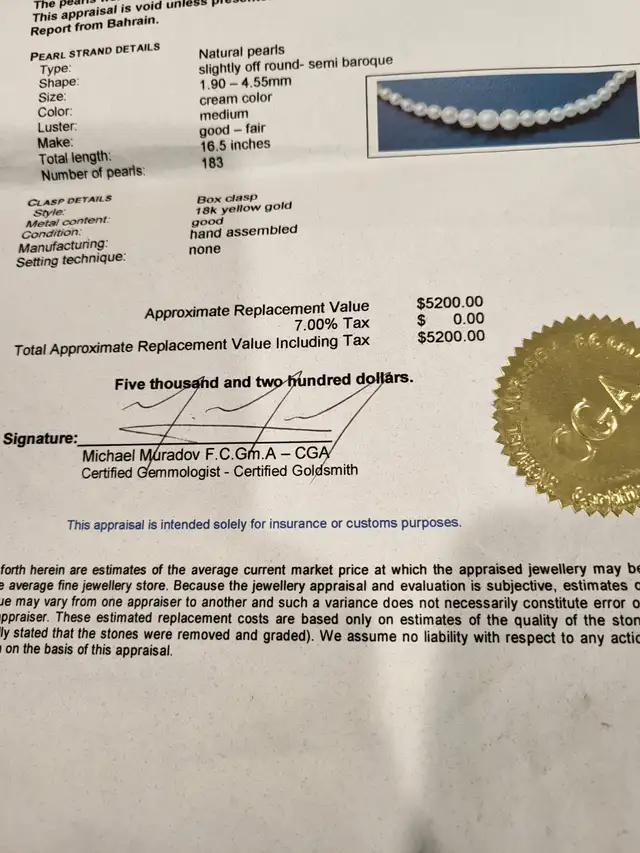 The pearls
This appraisal is void unless
Report from Bahrain.
PEARL STRAND DETAILS
Type: Natural pearls
Shape: slightly off round- semi baroque
Size: 1.90 – 4.55mm
Color: cream color
Luster: medium
Make: good – fair
Total length: 16.5 inches
Number of pearls: 183
CLASP DETAILS
Style: Box clasp
Metal content: 18k yellow gold
Condition: good
Manufacturing: hand assembled
Setting technique: none
Approximate Replacement Value $5200.00
7.00% Tax $ 0.00
Total Approximate Replacement Value Including Tax $5200.00
Five thousand and two hundred dollars.
Signature:
Michael Muradov F.C.Gm.A – CGA
Certified Gemmologist - Certified Goldsmith
CGA
This appraisal is intended solely for insurance or customs purposes.
forth herein are estimates of the average current market price at which the appraised jewellery may be
average fine jewellery store. Because the jewellery appraisal and evaluation is subjective, estimates
may vary from one appraiser to another and such a variance does not necessarily constitute error
appraiser. These estimated replacement costs are based only on estimates of the quality of the
stated that the stones were removed and graded). We assume no liability with respect to any
on the basis of this appraisal.